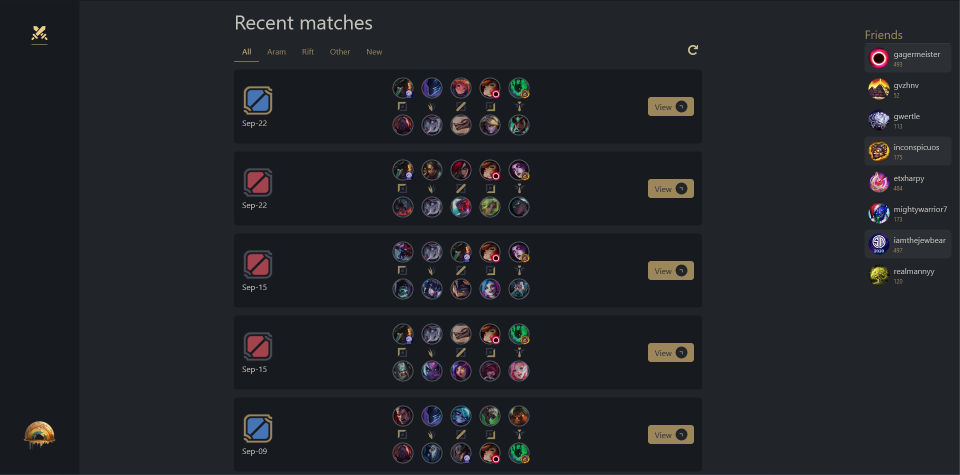 Recent matches
All Aram Rift Other New
Sep-22
View
Sep-22
View
Sep-15
View
Sep-15
View
Sep-09
View
Friends
gagermeister
493
gvzhnv
52
gwertle
113
inconspicuos
175
etxharpy
484
mightywarrior7
173
iamthejewbear
497
realmannyy
120